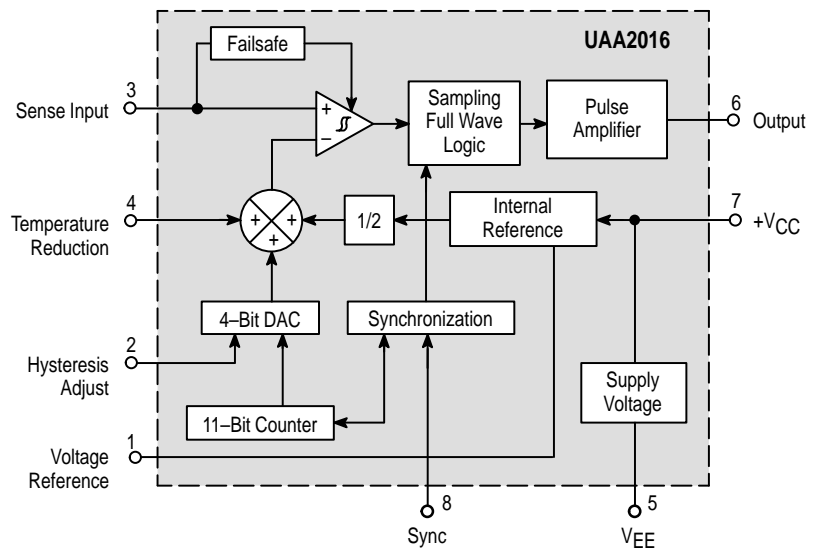 Failsafe
UAA2016
3
Sense Input
+
–
Sampling
Full Wave
Logic
Pulse
Amplifier
6
Output
4
Temperature
Reduction
+
+
+
1/2
Internal
Reference
7
+VCC
4–Bit DAC
Synchronization
2
Hysteresis
Adjust
Supply
Voltage
11–Bit Counter
1
Voltage
Reference
8
Sync
5
VEE